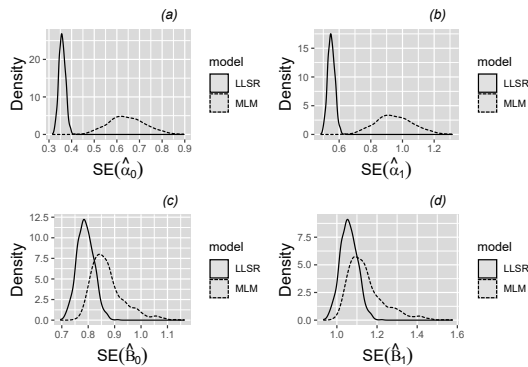 (a)
Density
20
10
0
0.3 0.4 0.5 0.6 0.7 0.8 0.9
SE(α̂₀)
model
LLSR
MLM
(b)
Density
15
10
5
0
0.6 0.8 1.0 1.2
SE(α̂₁)
model
LLSR
MLM
(c)
Density
12.5
10.0
7.5
5.0
2.5
0.0
0.7 0.8 0.9 1.0 1.1
SE(β̂₀)
model
LLSR
MLM
(d)
Density
7.5
5.0
2.5
0.0
1.0 1.2 1.4 1.6
SE(β̂₁)
model
LLSR
MLM